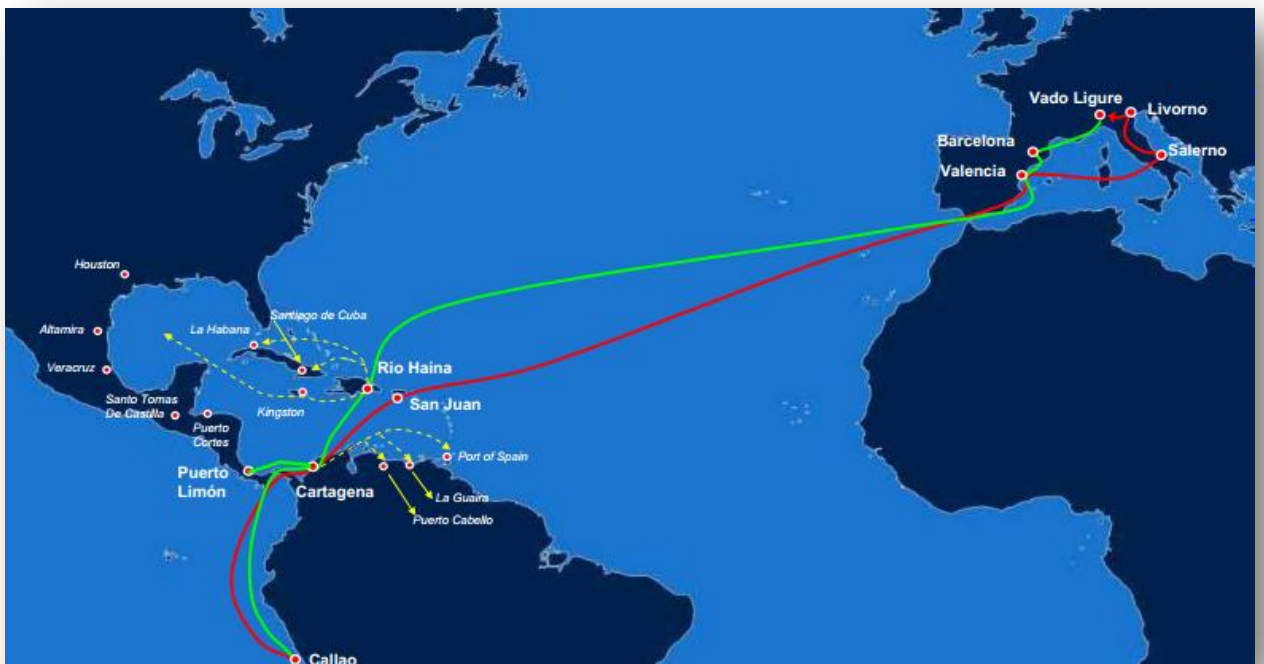 Vado Ligure
Livorno
Barcelona
Salerno
Valencia
Houston
Santiago de Cuba
La Habana
Altamira
Rio Haina
Veracruz
San Juan
Santo Tomas
De Castilla
Kingston
Puerto
Cortes
Port of Spain
Puerto
Limón
Cartagena
La Guaira
Puerto Cabello
Callao